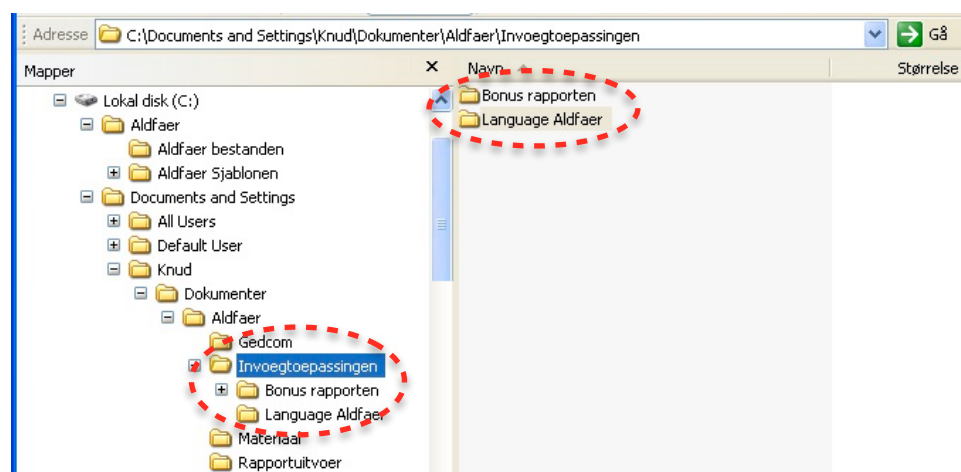 Adresse C:\Documents and Settings\Knud\Dokumenter\Aldfaer\Invoegtoepassingen Gå
Mapper × Navn Størrelse
Lokal disk (C:)
Aldfaer
Aldfaer bestanden
Aldfaer Sjablonen
Documents and Settings
All Users
Default User
Knud
Dokumenter
Aldfaer
Gedcom
Invoegtoepassingen
Bonus rapporten
Language Aldfaer
Materiaal
Rapportuitvoer
Bonus rapporten
Language Aldfaer